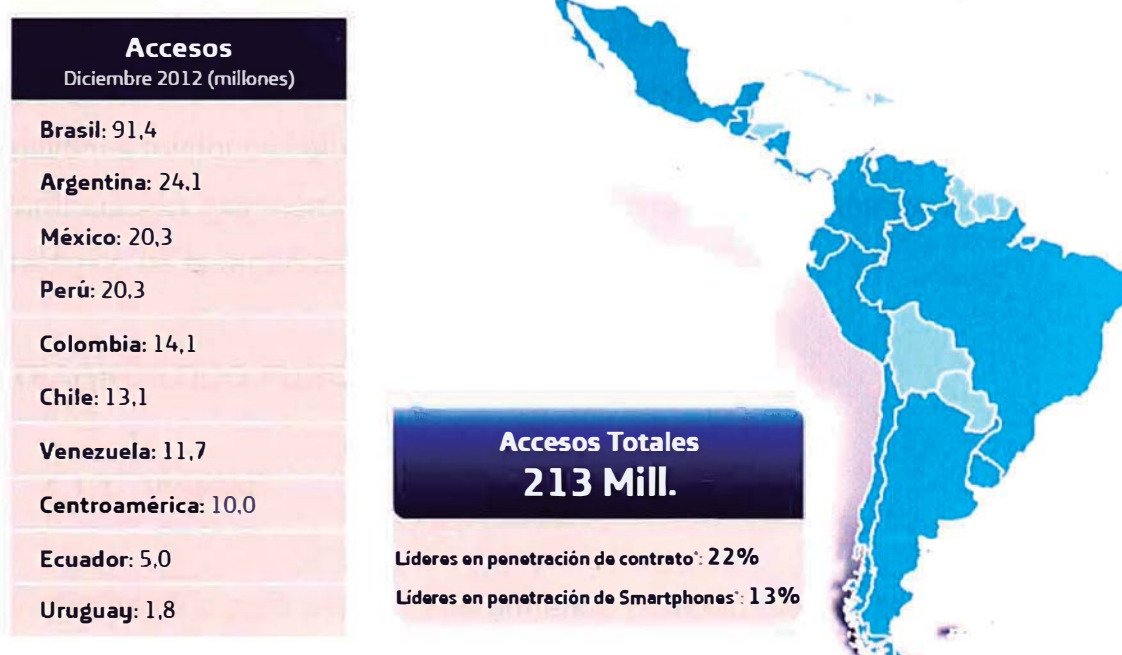 Accesos
Diciembre 2012 (millones)
Brasil: 91,4
Argentina: 24,1
México: 20,3
Perú: 20,3
Colombia: 14,1
Chile: 13,1
Venezuela: 11,7
Centroamérica: 10,0
Ecuador: 5,0
Uruguay: 1,8
Accesos Totales
213 Mill.
Líderes en penetración de contrato*: 22%
Líderes en penetración de Smartphones*: 13%